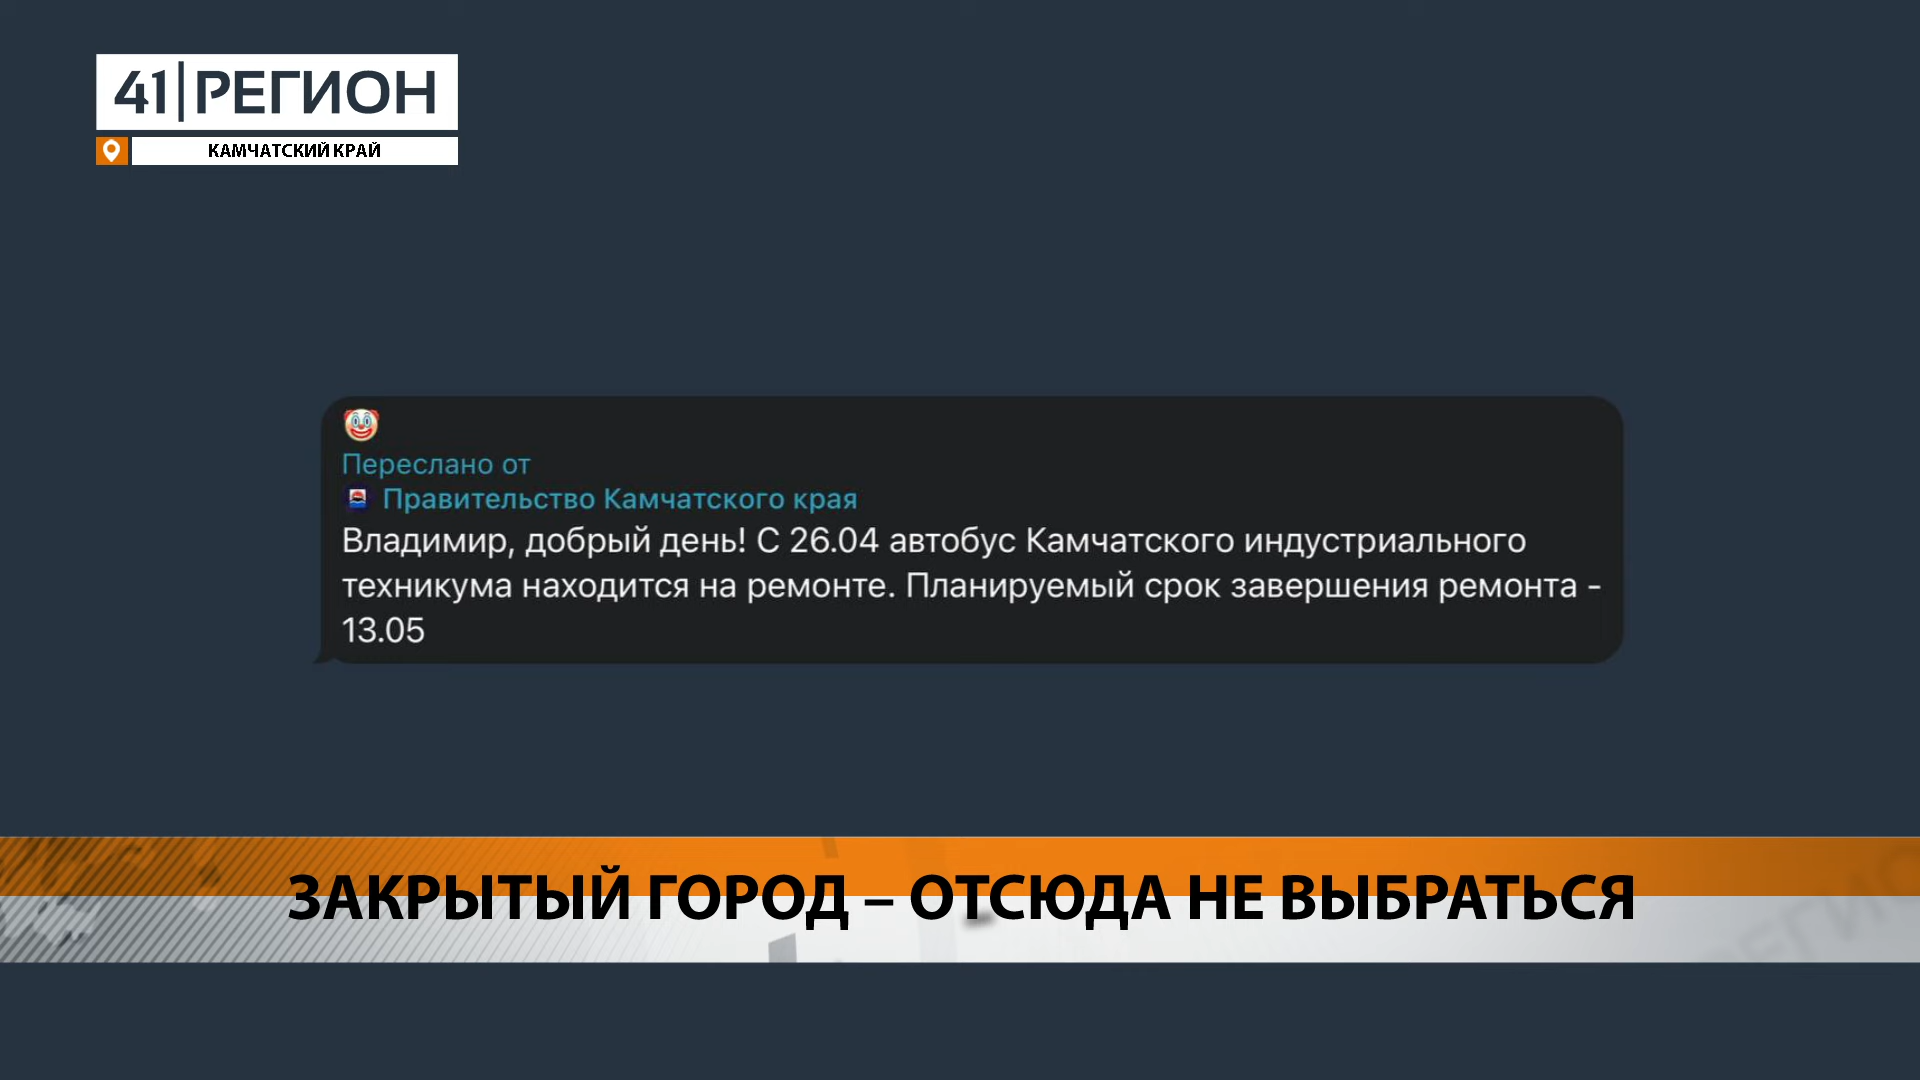 41|РЕГИОН
КАМЧАТСКИЙ КРАЙ
Переслано от
Правительство Камчатского края
Владимир, добрый день! С 26.04 автобус Камчатского индустриального
техникума находится на ремонте. Планируемый срок завершения ремонта -
13.05
ЗАКРЫТЫЙ ГОРОД – ОТСЮДА НЕ ВЫБРАТЬСЯ
РЕГИОН